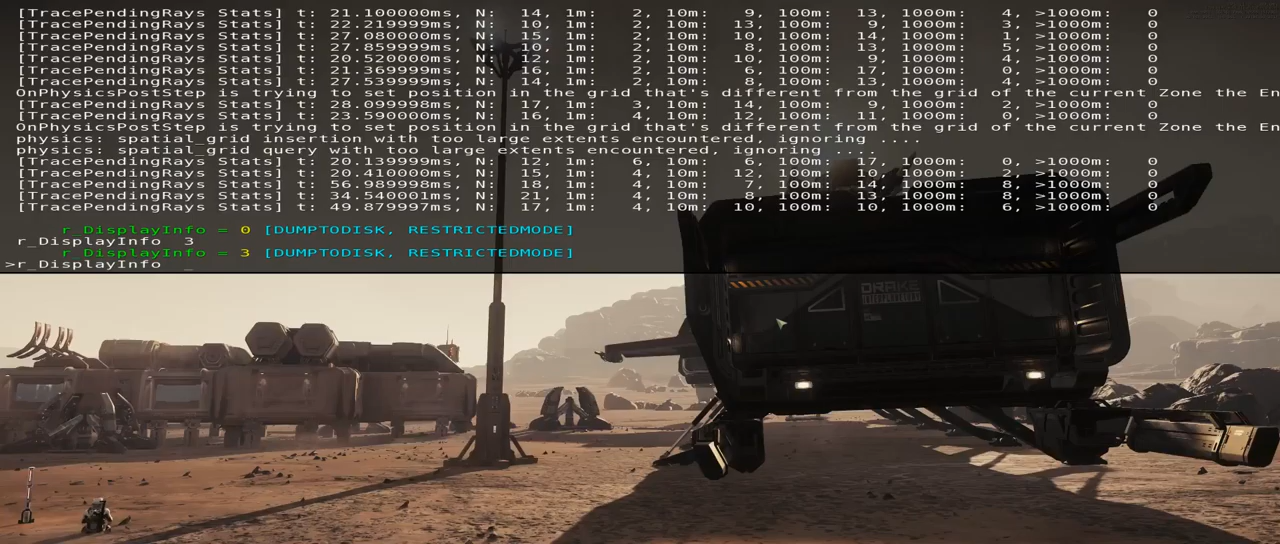 [TracePendingRays Stats] t: 21.100000ms, N:  14, 1m:   2, 10m:   9, 100m:  13, 1000m:   4, >1000m:   0
[TracePendingRays Stats] t: 22.219999ms, N:  10, 1m:   2, 10m:  13, 100m:   9, 1000m:   3, >1000m:   0
[TracePendingRays Stats] t: 27.080000ms, N:  15, 1m:   2, 10m:  10, 100m:  14, 1000m:   1, >1000m:   0
[TracePendingRays Stats] t: 27.859999ms, N:  10, 1m:   2, 10m:   8, 100m:  13, 1000m:   5, >1000m:   0
[TracePendingRays Stats] t: 20.520000ms, N:  12, 1m:   2, 10m:  10, 100m:   9, 1000m:   4, >1000m:   0
[TracePendingRays Stats] t: 21.369999ms, N:  16, 1m:   2, 10m:   6, 100m:  17, 1000m:   0, >1000m:   0
[TracePendingRays Stats] t: 27.539999ms, N:  14, 1m:   2, 10m:   8, 100m:  13, 1000m:   4, >1000m:   0
OnPhysicsPostStep is trying to set position in the grid that's different from the grid of the current Zone the En
[TracePendingRays Stats] t: 28.099998ms, N:  17, 1m:   3, 10m:  14, 100m:   9, 1000m:   2, >1000m:   0
[TracePendingRays Stats] t: 23.590000ms, N:  16, 1m:   4, 10m:  12, 100m:  11, 1000m:   0, >1000m:   0
OnPhysicsPostStep is trying to set position in the grid that's different from the grid of the current Zone the En
physics: spatial_grid insertion with too large extents encountered, ignoring ...
physics: spatial_grid query with too large extents encountered, ignoring ...
[TracePendingRays Stats] t: 20.139999ms, N:  12, 1m:   6, 10m:   6, 100m:  17, 1000m:   0, >1000m:   0
[TracePendingRays Stats] t: 20.410000ms, N:  15, 1m:   4, 10m:  12, 100m:  10, 1000m:   2, >1000m:   0
[TracePendingRays Stats] t: 56.989998ms, N:  18, 1m:   4, 10m:   7, 100m:  14, 1000m:   8, >1000m:   0
[TracePendingRays Stats] t: 34.540001ms, N:  21, 1m:   4, 10m:   8, 100m:  13, 1000m:   8, >1000m:   0
[TracePendingRays Stats] t: 49.879997ms, N:  17, 1m:   4, 10m:  10, 100m:  10, 1000m:   6, >1000m:   0
r_DisplayInfo = 0 [DUMPTODISK, RESTRICTEDMODE]
r_DisplayInfo  3
r_DisplayInfo = 3 [DUMPTODISK, RESTRICTEDMODE]
>r_DisplayInfo  _
DRAKE